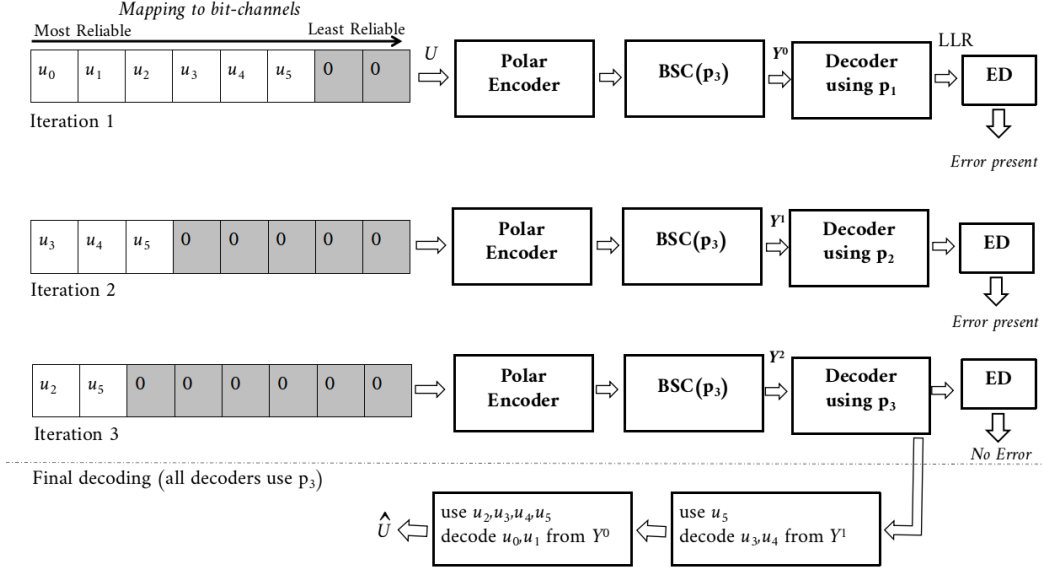 Mapping to bit-channels
Most Reliable Least Reliable
u0 u1 u2 u3 u4 u5 0 0
U
Polar
Encoder
BSC(p3)
Y0
Decoder
using p1
LLR
ED
Iteration 1
Error present
u3 u4 u5 0 0 0 0 0
Polar
Encoder
BSC(p3)
Y1
Decoder
using p2
ED
Iteration 2
Error present
u2 u5 0 0 0 0 0 0
Polar
Encoder
BSC(p3)
Y2
Decoder
using p3
ED
Iteration 3
No Error
Final decoding (all decoders use p3)
Û
use u2,u3,u4,u5
decode u0,u1 from Y0
use u5
decode u3,u4 from Y1